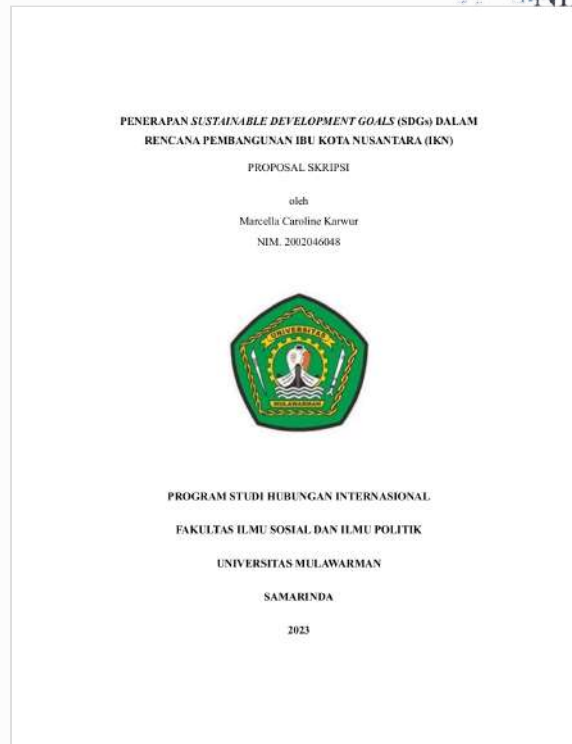 PENERAPAN SUSTAINABLE DEVELOPMENT GOALS (SDGs) DALAM
RENCANA PEMBANGUNAN IBU KOTA NUSANTARA (IKN)
PROPOSAL SKRIPSI
oleh
Marcella Caroline Karwur
NIM. 2002046048
UNIVERSITAS
MULAWARMAN
PROGRAM STUDI HUBUNGAN INTERNASIONAL
FAKULTAS ILMU SOSIAL DAN ILMU POLITIK
UNIVERSITAS MULAWARMAN
SAMARINDA
2023